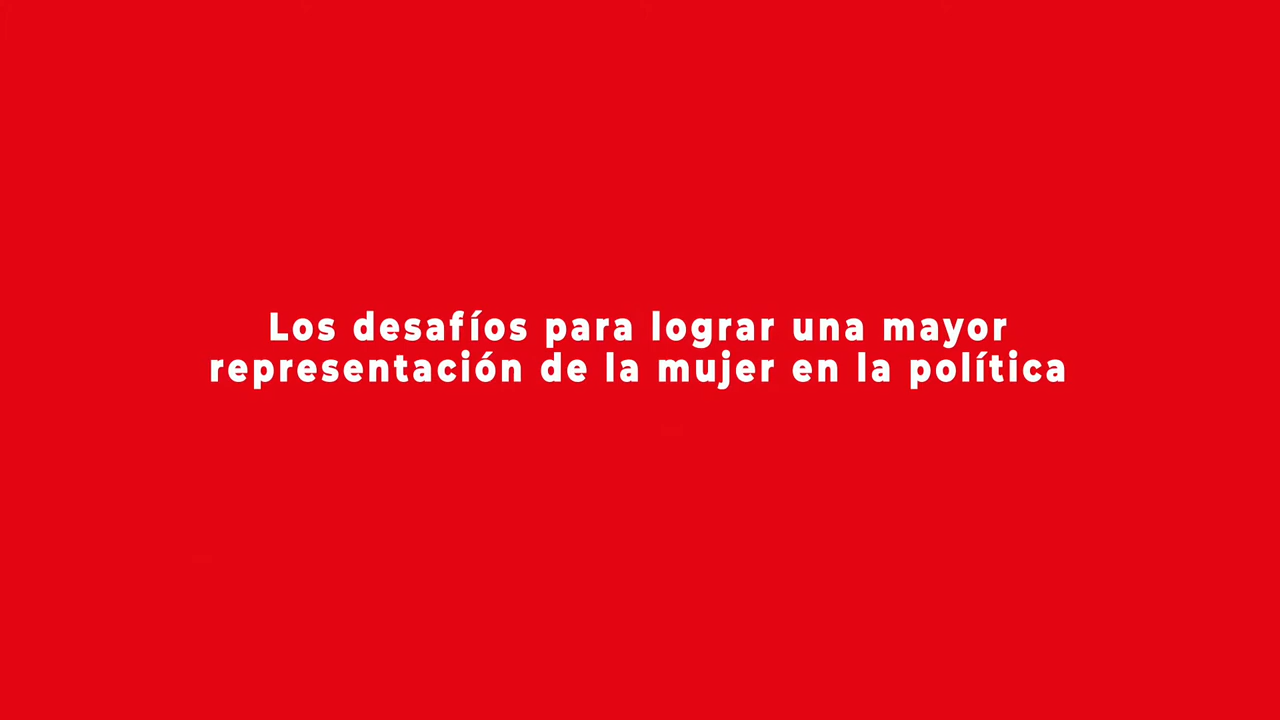 Los desafíos para lograr una mayor
representación de la mujer en la política